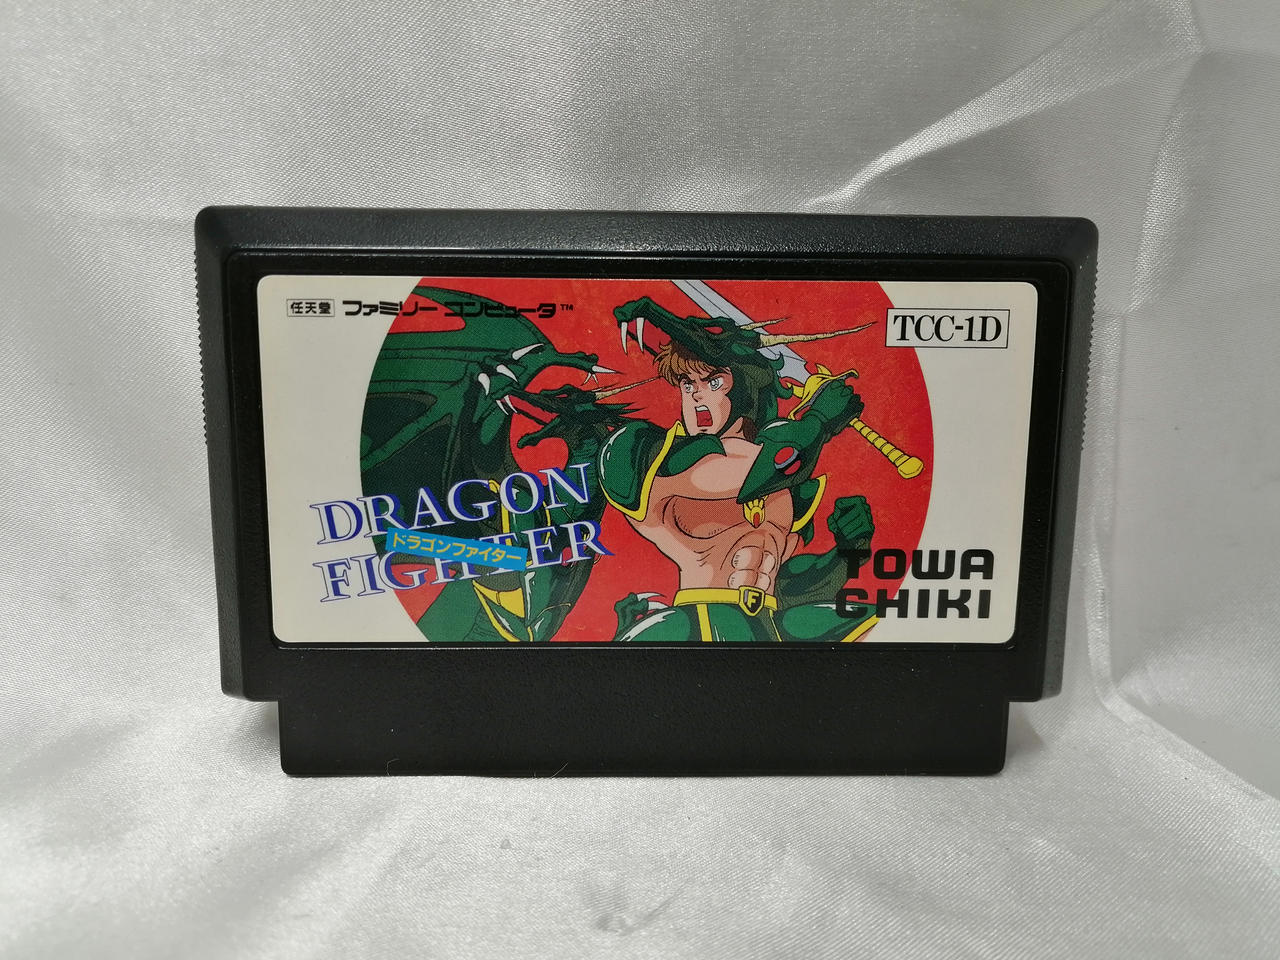 任天堂 ファミリーコンピュータ™
TCC-1D
DRAGON
ドラゴンファイター
FIGHTER
F
TOWA
CHIKI